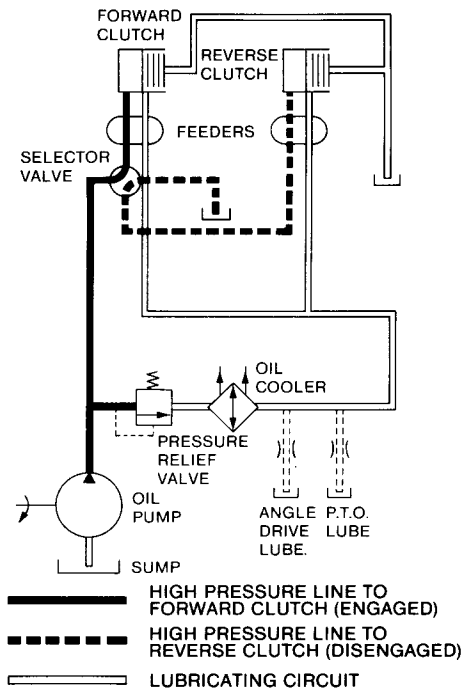 FORWARD
CLUTCH
REVERSE
CLUTCH
FEEDERS
SELECTOR
VALVE
OIL
COOLER
PRESSURE
RELIEF
VALVE
OIL
PUMP
ANGLE
DRIVE
LUBE.
P.T.O.
LUBE
SUMP
HIGH PRESSURE LINE TO
FORWARD CLUTCH (ENGAGED)
HIGH PRESSURE LINE TO
REVERSE CLUTCH (DISENGAGED)
LUBRICATING CIRCUIT